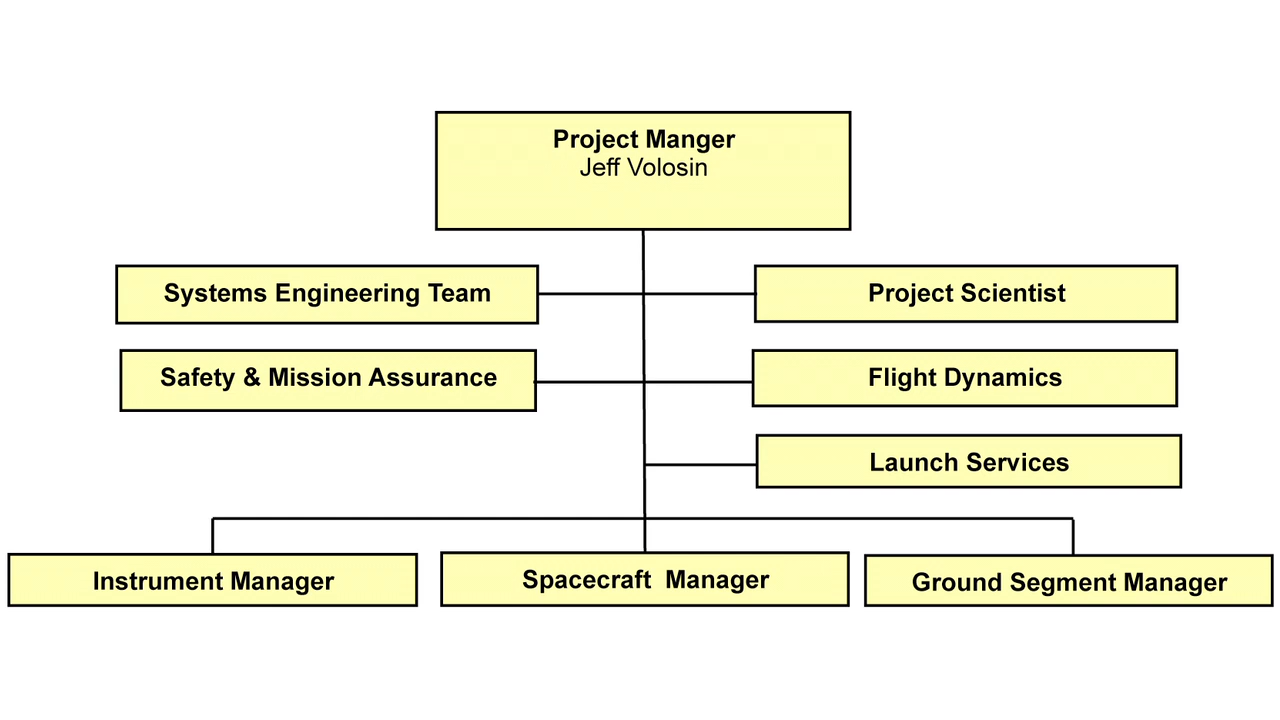 Project Manger
Jeff Volosin
Systems Engineering Team
Project Scientist
Safety & Mission Assurance
Flight Dynamics
Launch Services
Instrument Manager
Spacecraft  Manager
Ground Segment Manager